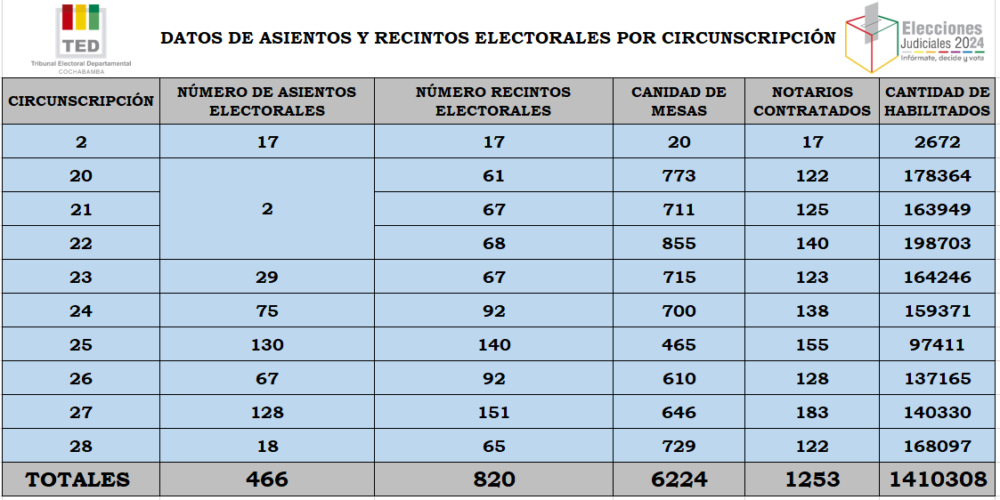 TED
Tribunal Electoral Departamental
COCHABAMBA
DATOS DE ASIENTOS Y RECINTOS ELECTORALES POR CIRCUNSCRIPCIÓN
Elecciones
Judiciales 2024
Infórmate, decide y vota
CIRCUNSCRIPCIÓN NÚMERO DE ASIENTOS ELECTORALES NÚMERO RECINTOS ELECTORALES CANIDAD DE MESAS NOTARIOS CONTRATADOS CANTIDAD DE HABILITADOS
2 17 17 20 17 2672
20 61 773 122 178364
21 2 67 711 125 163949
22 68 855 140 198703
23 29 67 715 123 164246
24 75 92 700 138 159371
25 130 140 465 155 97411
26 67 92 610 128 137165
27 128 151 646 183 140330
28 18 65 729 122 168097
TOTALES 466 820 6224 1253 1410308